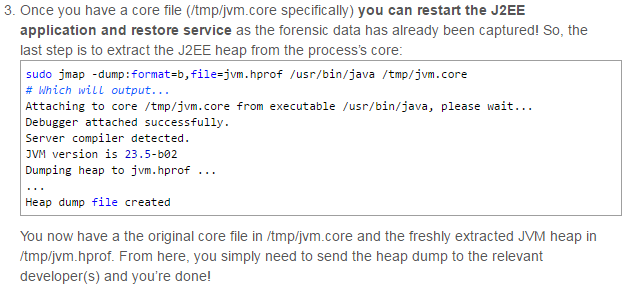 3. Once you have a core file (/tmp/jvm.core specifically) you can restart the J2EE
application and restore service as the forensic data has already been captured! So, the
last step is to extract the J2EE heap from the process's core:
sudo jmap -dump:format=b,file=jvm.hprof /usr/bin/java /tmp/jvm.core
# Which will output...
Attaching to core /tmp/jvm.core from executable /usr/bin/java, please wait...
Debugger attached successfully.
Server compiler detected.
JVM version is 23.5-b02
Dumping heap to jvm.hprof ...
...
Heap dump file created
You now have a the original core file in /tmp/jvm.core and the freshly extracted JVM heap in
/tmp/jvm.hprof. From here, you simply need to send the heap dump to the relevant
developer(s) and you're done!